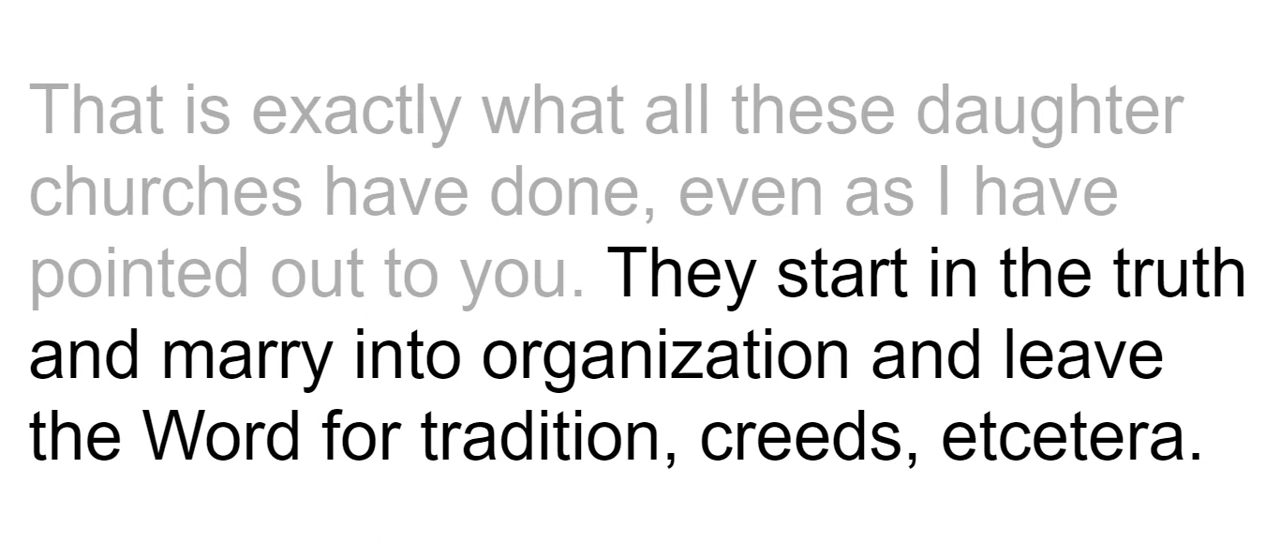 That is exactly what all these daughter
churches have done, even as I have
pointed out to you. They start in the truth
and marry into organization and leave
the Word for tradition, creeds, etcetera.